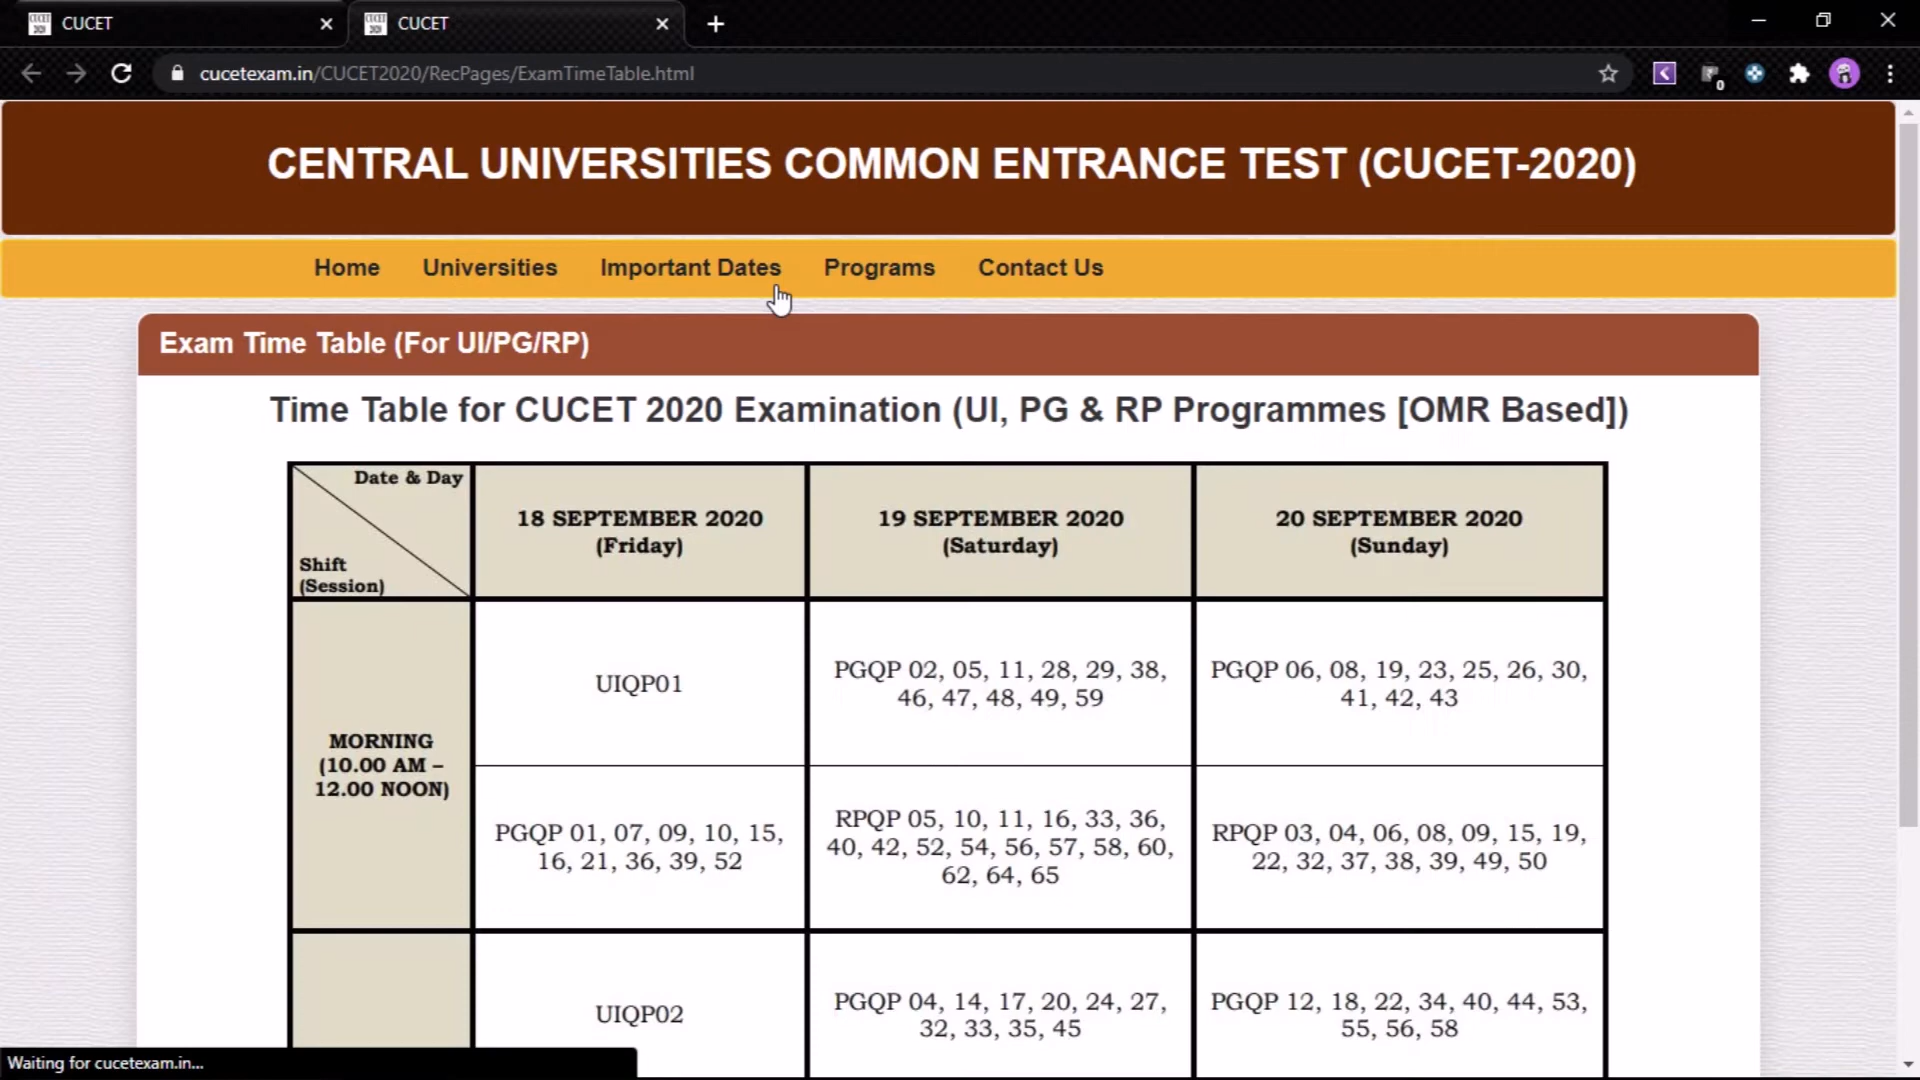 CUCET
CUCET
cucetexam.in/CUCET2020/RecPages/ExamTimeTable.html
0
CENTRAL UNIVERSITIES COMMON ENTRANCE TEST (CUCET-2020)
Home Universities Important Dates Programs Contact Us
Exam Time Table (For UI/PG/RP)
Time Table for CUCET 2020 Examination (UI, PG & RP Programmes [OMR Based])
Date & Day
Shift
(Session)
18 SEPTEMBER 2020
(Friday)
19 SEPTEMBER 2020
(Saturday)
20 SEPTEMBER 2020
(Sunday)
MORNING
(10.00 AM –
12.00 NOON)
UIQP01
PGQP 02, 05, 11, 28, 29, 38,
46, 47, 48, 49, 59
PGQP 06, 08, 19, 23, 25, 26, 30,
41, 42, 43
PGQP 01, 07, 09, 10, 15,
16, 21, 36, 39, 52
RPQP 05, 10, 11, 16, 33, 36,
40, 42, 52, 54, 56, 57, 58, 60,
62, 64, 65
RPQP 03, 04, 06, 08, 09, 15, 19,
22, 32, 37, 38, 39, 49, 50
UIQP02
PGQP 04, 14, 17, 20, 24, 27,
32, 33, 35, 45
PGQP 12, 18, 22, 34, 40, 44, 53,
55, 56, 58
Waiting for cucetexam.in...